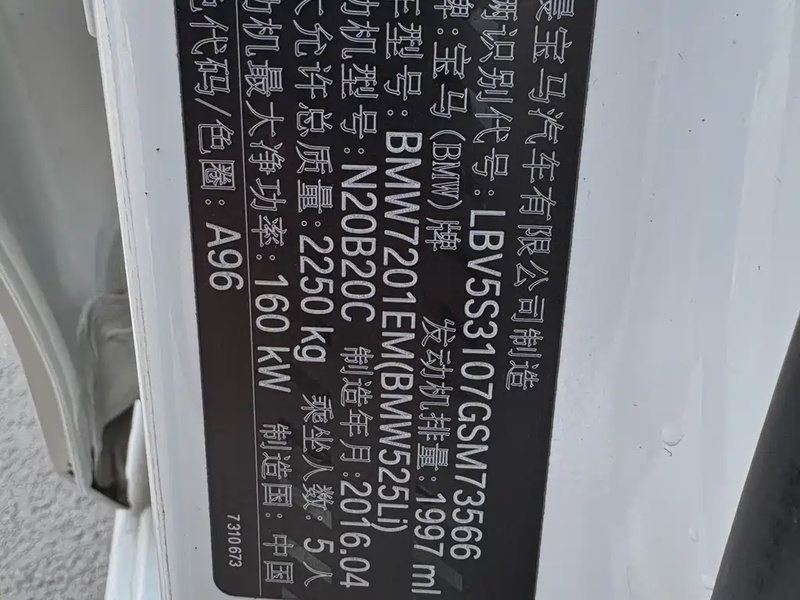 晨宝马汽车有限公司制造
辆识别代号:LBV5S3107GSM73566
牌:宝马(BMW)牌 发动机排量:1997 ml
车型号:BMW7201EM(BMW525Li)
动机型号:N20B20C 制造年月:2016.04
大允许总质量:2250 kg 乘坐人数:5人
动机最大净功率:160 kW 制造国:中国
色代码/色圈:A96
7310673